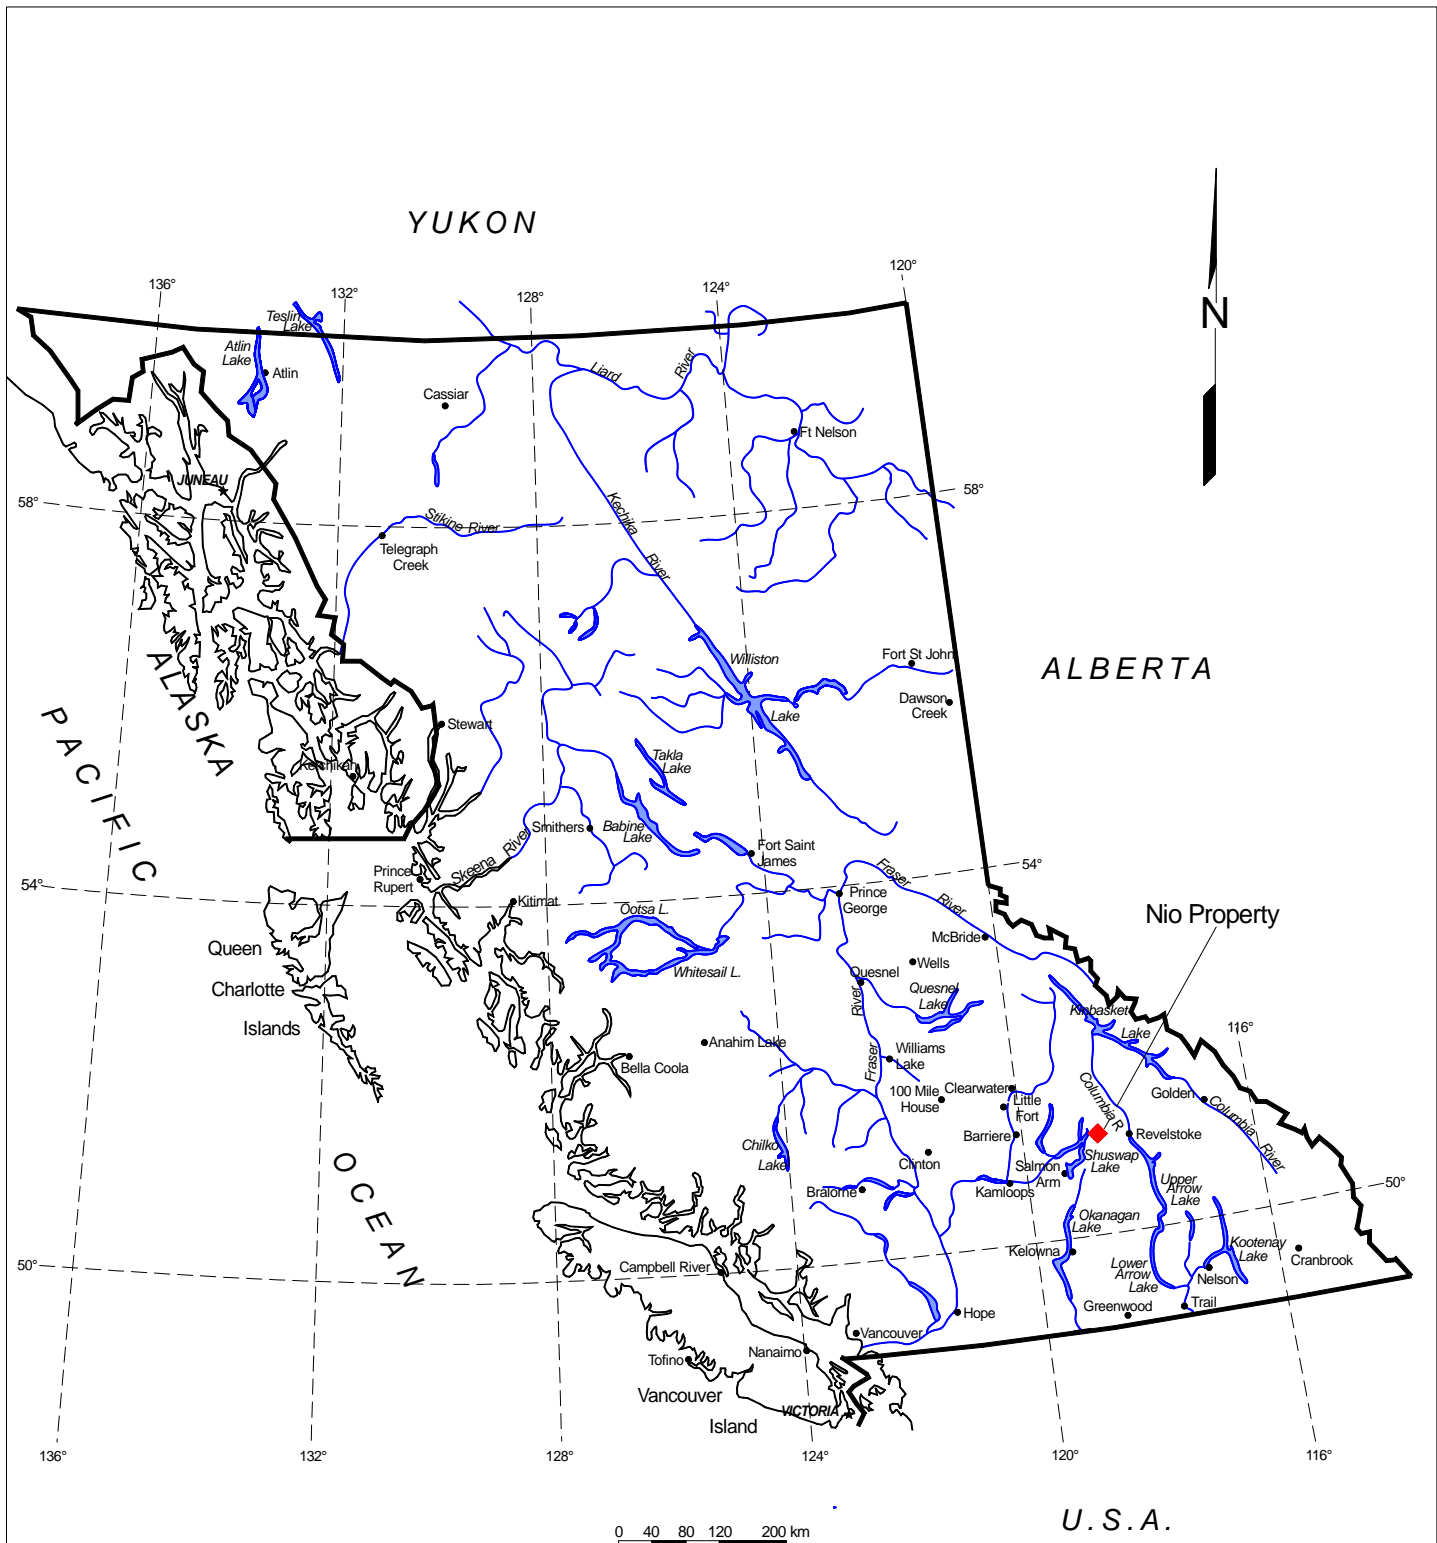 YUKON
120°
136°
132°
128°
124°
Teslin
Lake
N
Atlin
Lake
Atlin
Liard
River
Cassiar
Ft Nelson
JUNEAU
58°
58°
Kechika
Stikine River
Telegraph
Creek
River
ALASKA
Williston
Fort St John
ALBERTA
Dawson
Creek
PACIFIC
Stewart
Lake
Takla
Lake
Ketchikan
Smithers
Babine
Lake
Skeena River
Fort Saint
James
Prince
Rupert
54°
54°
Fraser
River
Prince
George
Kitimat
Ootsa L.
Nio Property
McBride
Queen
Charlotte
Islands
Wells
Whitesail L.
Quesnel
Quesnel
Lake
River
Kinbasket
Lake
116°
Anahim Lake
Bella Coola
Williams
Lake
Fraser
100 Mile
House
Clearwater
Little
Fort
Columbia R
Golden
Columbia
River
Barriere
Revelstoke
Chilko
Lake
Clinton
Salmon
Arm
Shuswap
Lake
OCEAN
Bralorne
Kamloops
Upper
Arrow
Lake
50°
Okanagan
Lake
Kelowna
Kootenay
Lake
Cranbrook
50°
Campbell River
Lower
Arrow
Lake
Nelson
Hope
Greenwood
Trail
Vancouver
Tofino
Nanaimo
Vancouver
Island
VICTORIA
136°
132°
128°
124°
120°
116°
U.S.A.
0 40 80 120 200 km